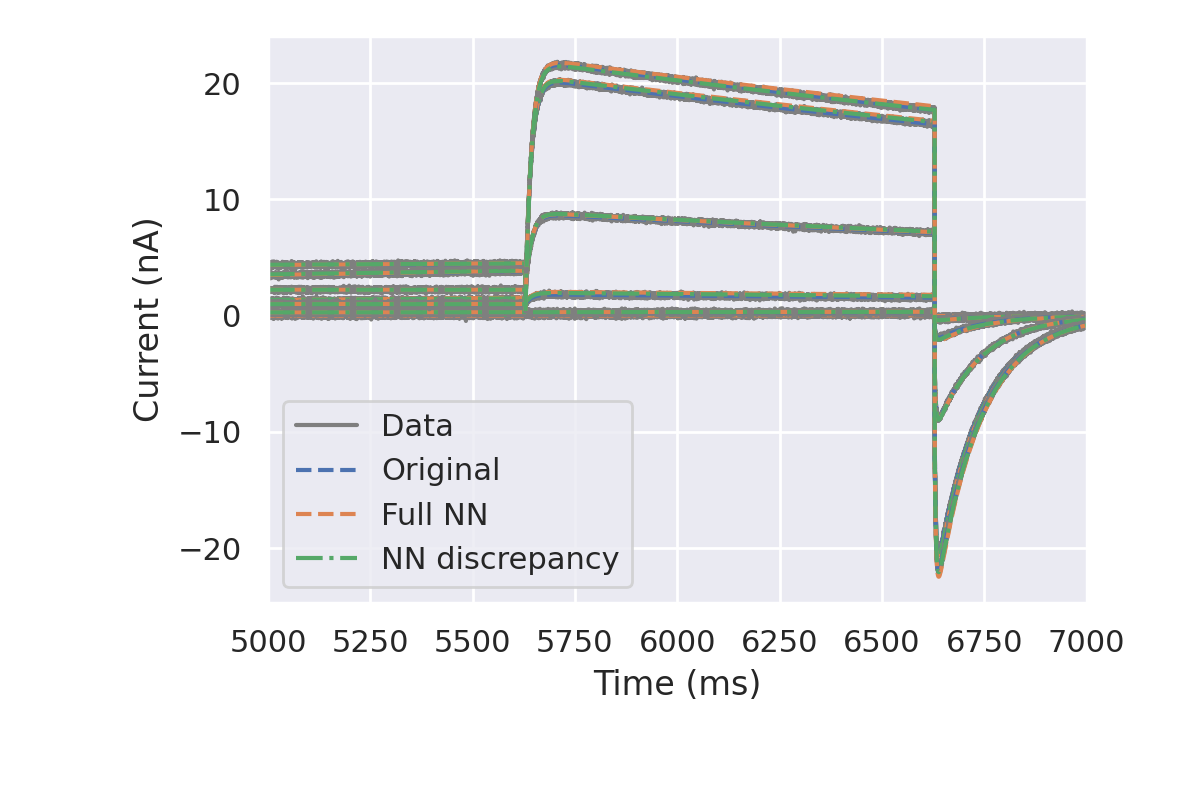 20
10
0
−10
−20
Current (nA)
Data
Original
Full NN
NN discrepancy
5000 5250 5500 5750 6000 6250 6500 6750 7000
Time (ms)